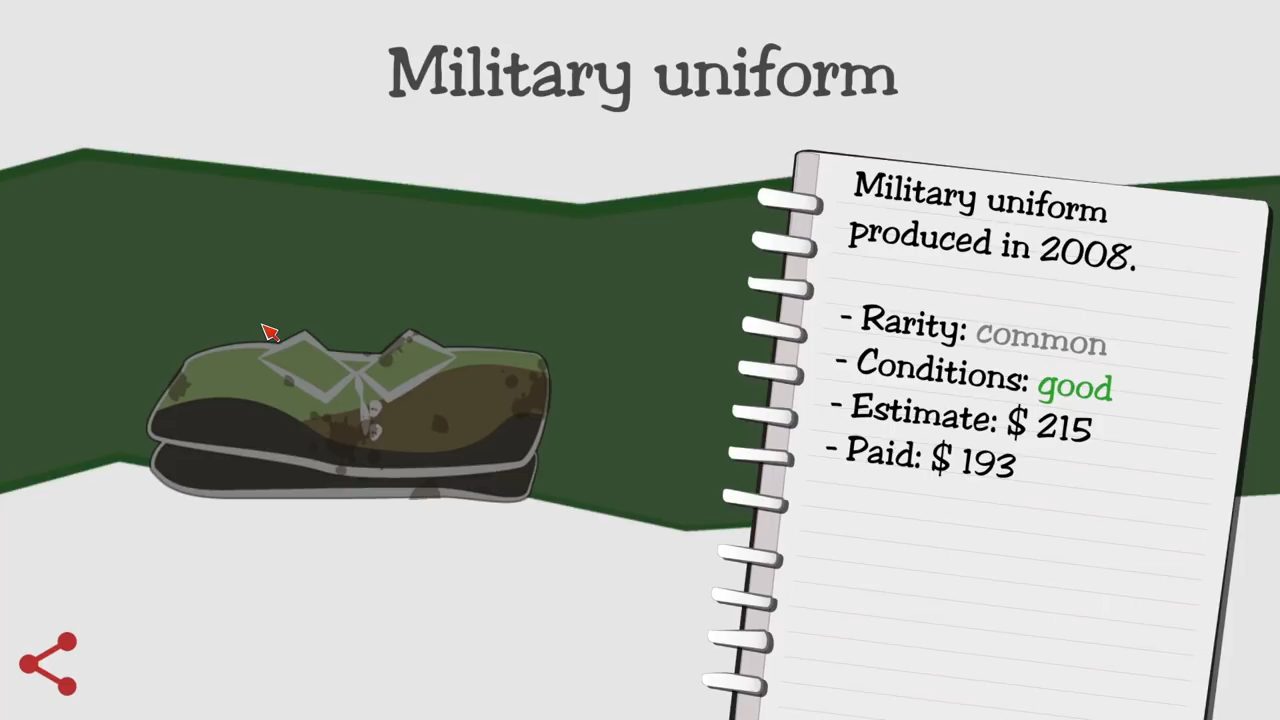 Military uniform
Military uniform
produced in 2008.
- Rarity: common
- Conditions: good
- Estimate: $ 215
- Paid: $ 193